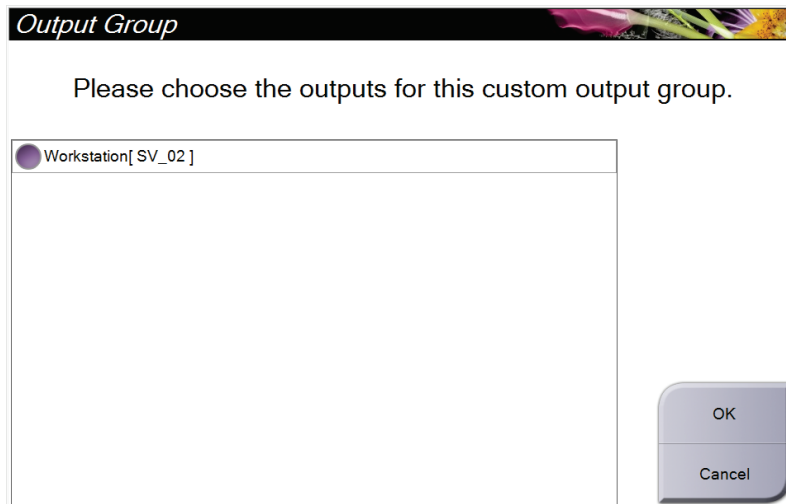 Output Group
Please choose the outputs for this custom output group.
Workstation[ SV_02 ]
OK
Cancel